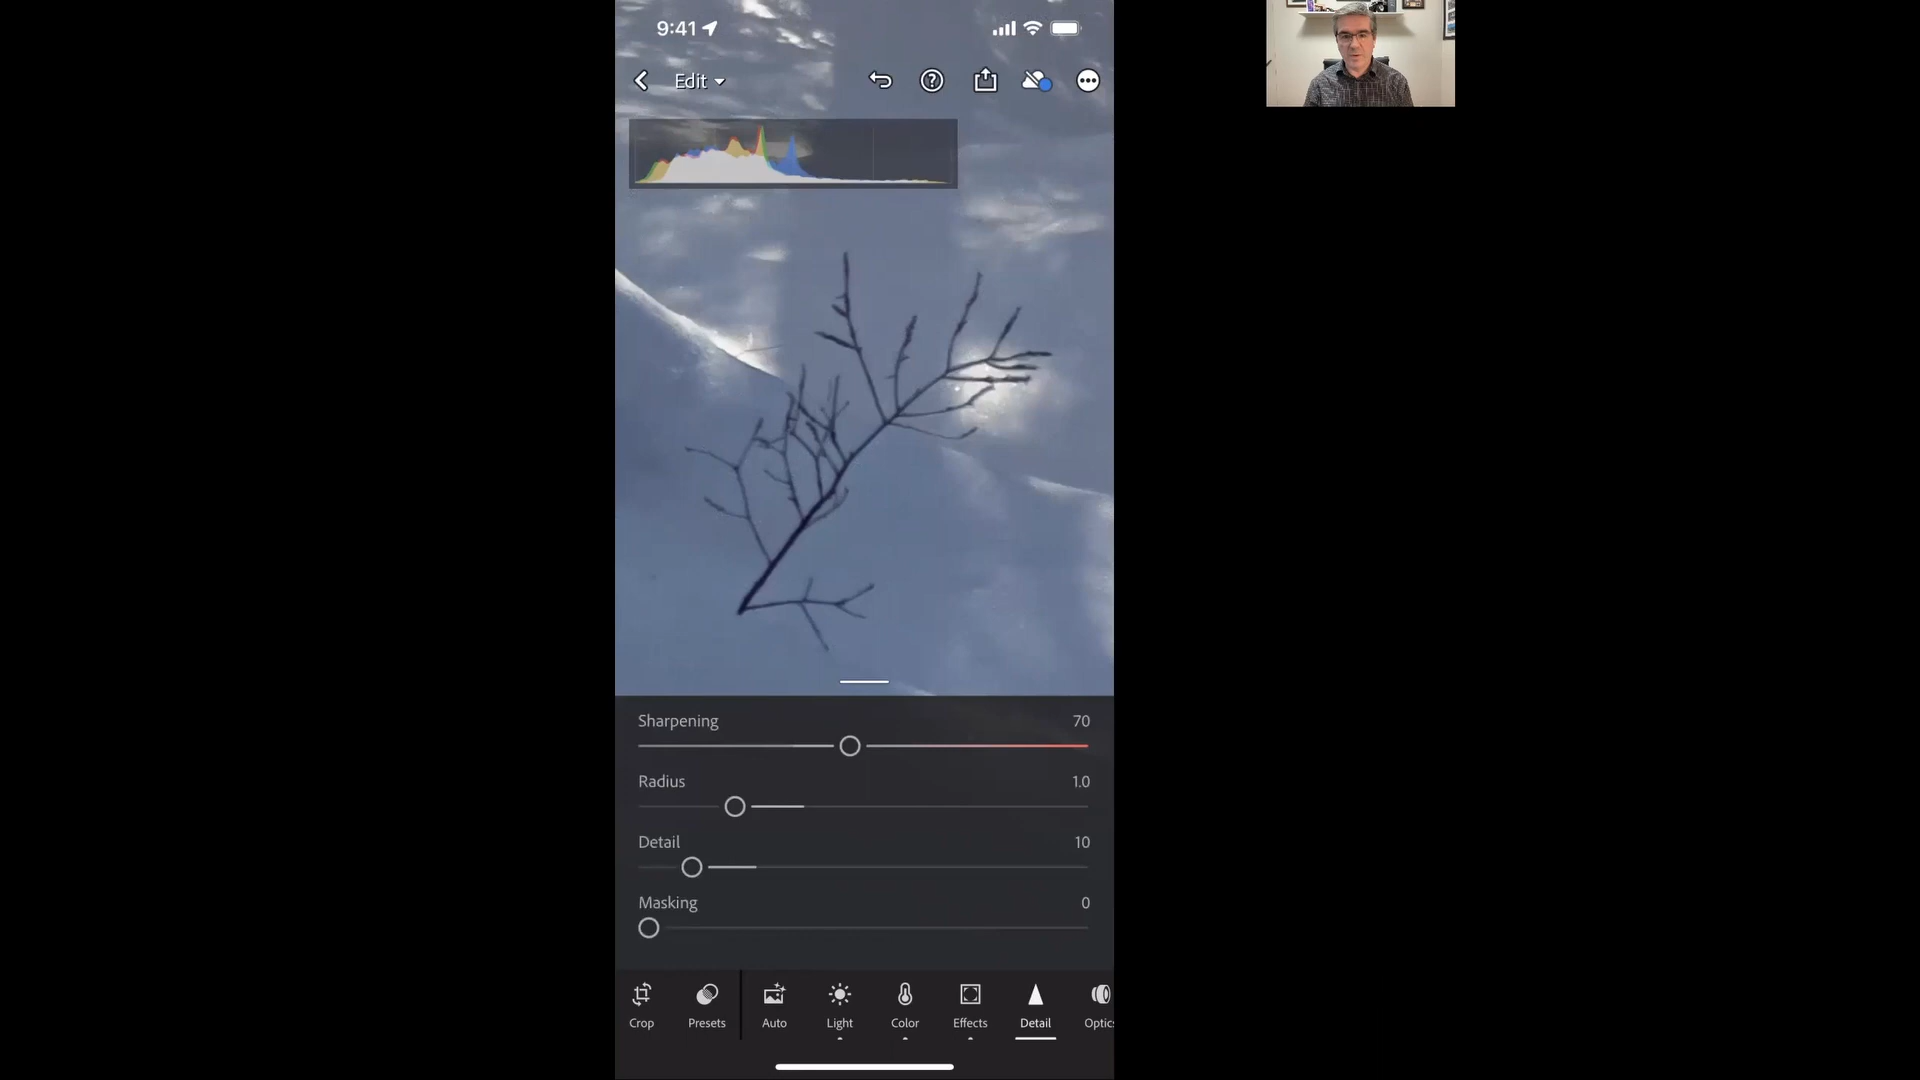 9:41
Edit
Sharpening 70
Radius 1.0
Detail 10
Masking 0
Crop Presets Auto Light Color Effects Detail Optics